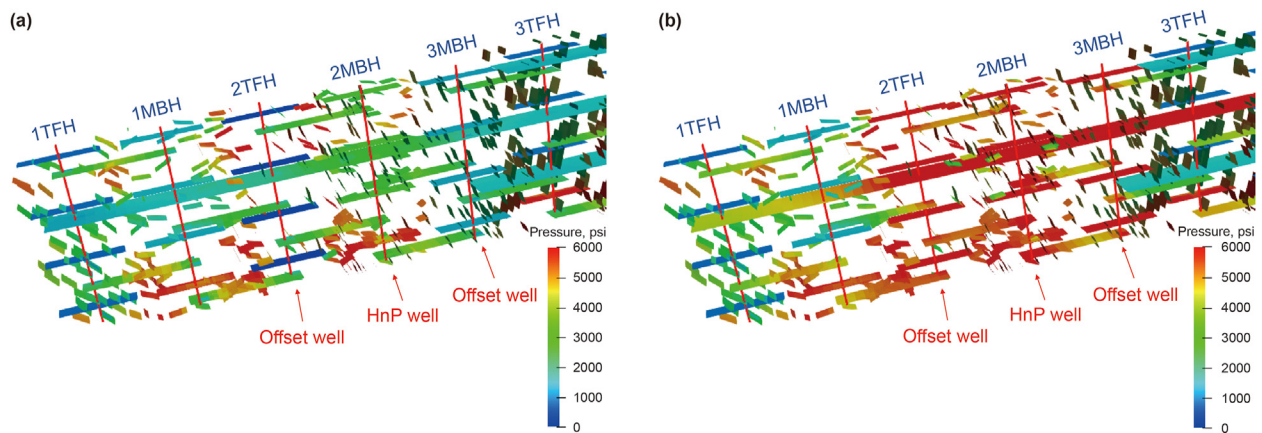 (a)
1TFH
1MBH
2TFH
2MBH
3MBH
3TFH
Pressure, psi
6000
5000
4000
3000
2000
1000
0
Offset well
HnP well
Offset well
(b)
1TFH
1MBH
2TFH
2MBH
3MBH
3TFH
Pressure, psi
6000
5000
4000
3000
2000
1000
0
Offset well
HnP well
Offset well